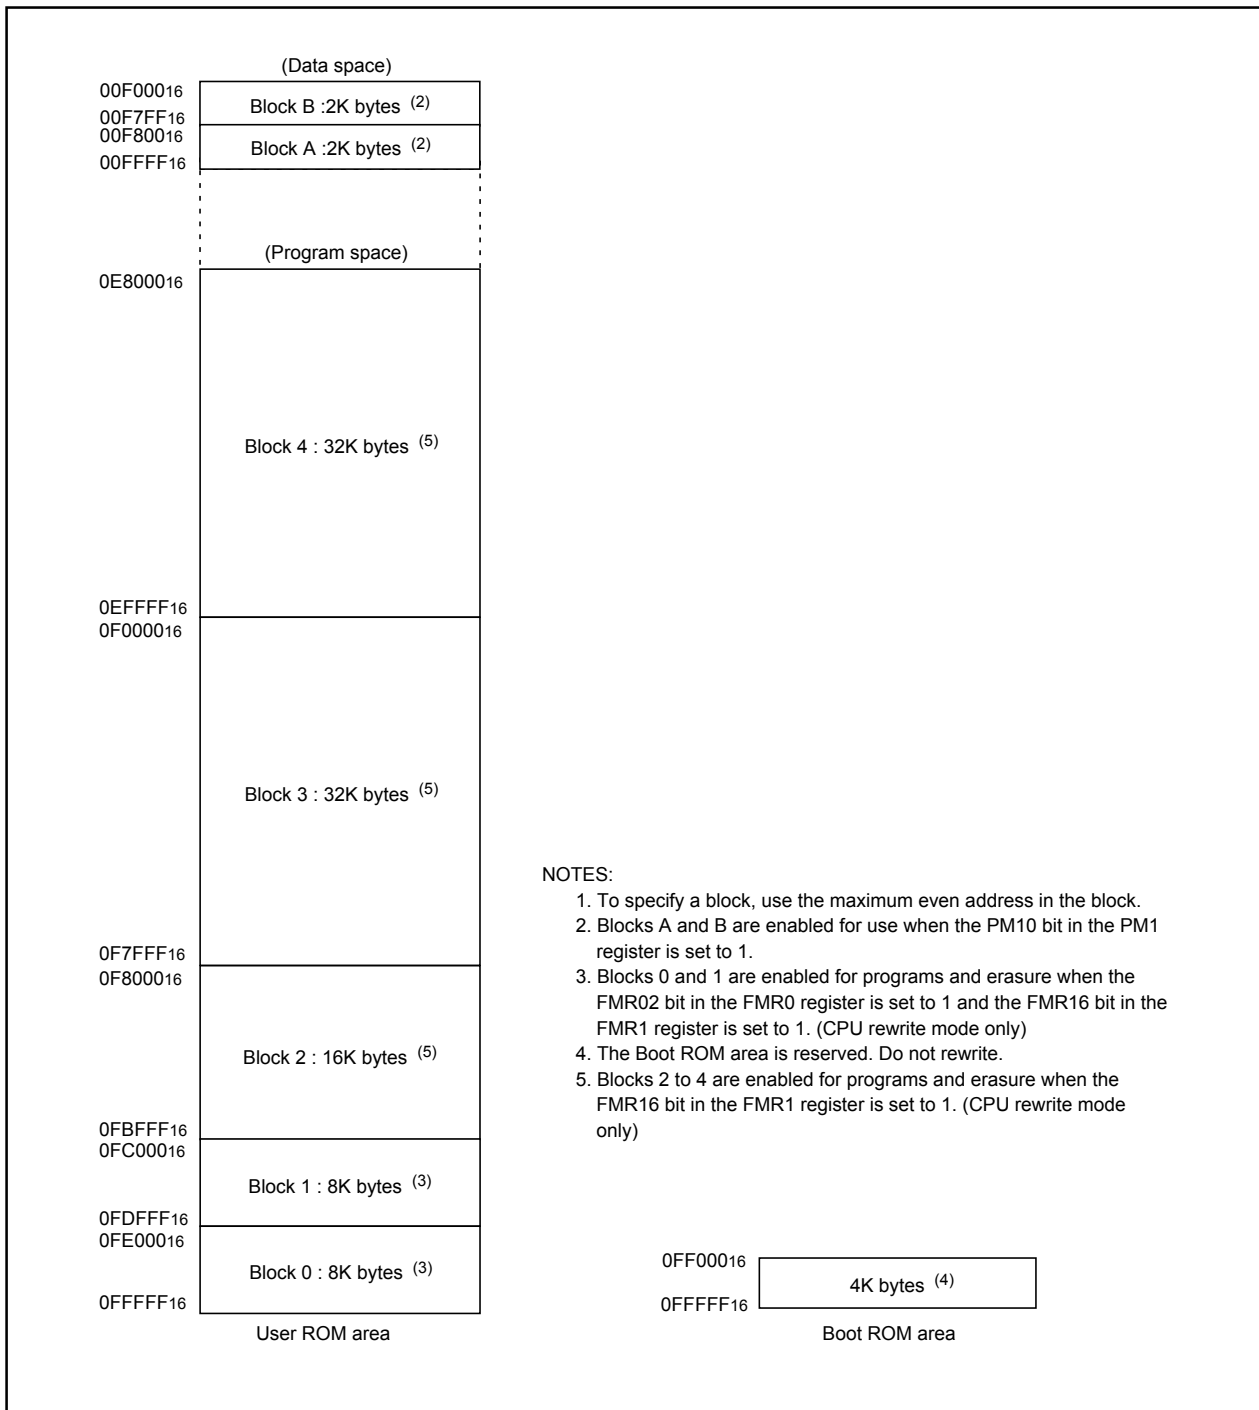 (Data space)
00F00016
Block B :2K bytes (2)
00F7FF16
00F80016
Block A :2K bytes (2)
00FFFF16
(Program space)
0E800016
Block 4 : 32K bytes (5)
0EFFFF16
0F000016
Block 3 : 32K bytes (5)
0F7FFF16
0F800016
Block 2 : 16K bytes (5)
0FBFFF16
0FC00016
Block 1 : 8K bytes (3)
0FDFFF16
0FE00016
Block 0 : 8K bytes (3)
0FFFFF16
User ROM area
NOTES:
1. To specify a block, use the maximum even address in the block.
2. Blocks A and B are enabled for use when the PM10 bit in the PM1
register is set to 1.
3. Blocks 0 and 1 are enabled for programs and erasure when the
FMR02 bit in the FMR0 register is set to 1 and the FMR16 bit in the
FMR1 register is set to 1. (CPU rewrite mode only)
4. The Boot ROM area is reserved. Do not rewrite.
5. Blocks 2 to 4 are enabled for programs and erasure when the
FMR16 bit in the FMR1 register is set to 1. (CPU rewrite mode
only)
0FF00016
4K bytes (4)
0FFFFF16
Boot ROM area